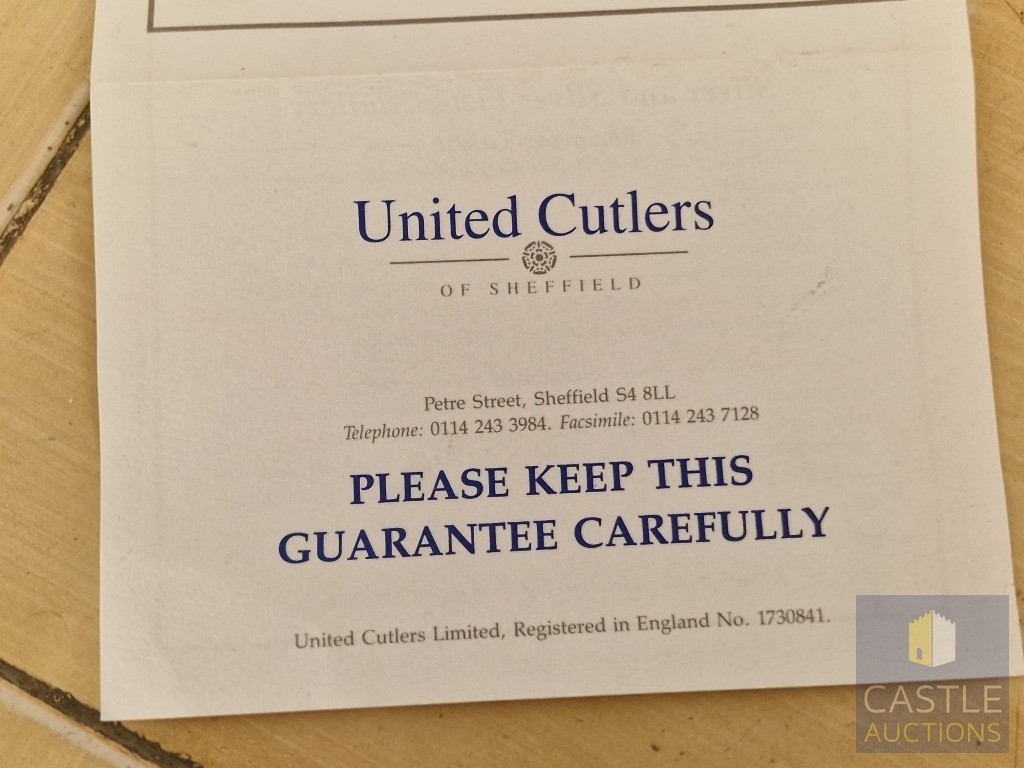 United Cutlers
OF SHEFFIELD
Petre Street, Sheffield S4 8LL
Telephone: 0114 243 3984. Facsimile: 0114 243 7128
PLEASE KEEP THIS
GUARANTEE CAREFULLY
United Cutlers Limited, Registered in England No. 1730841.
CASTLE
AUCTIONS